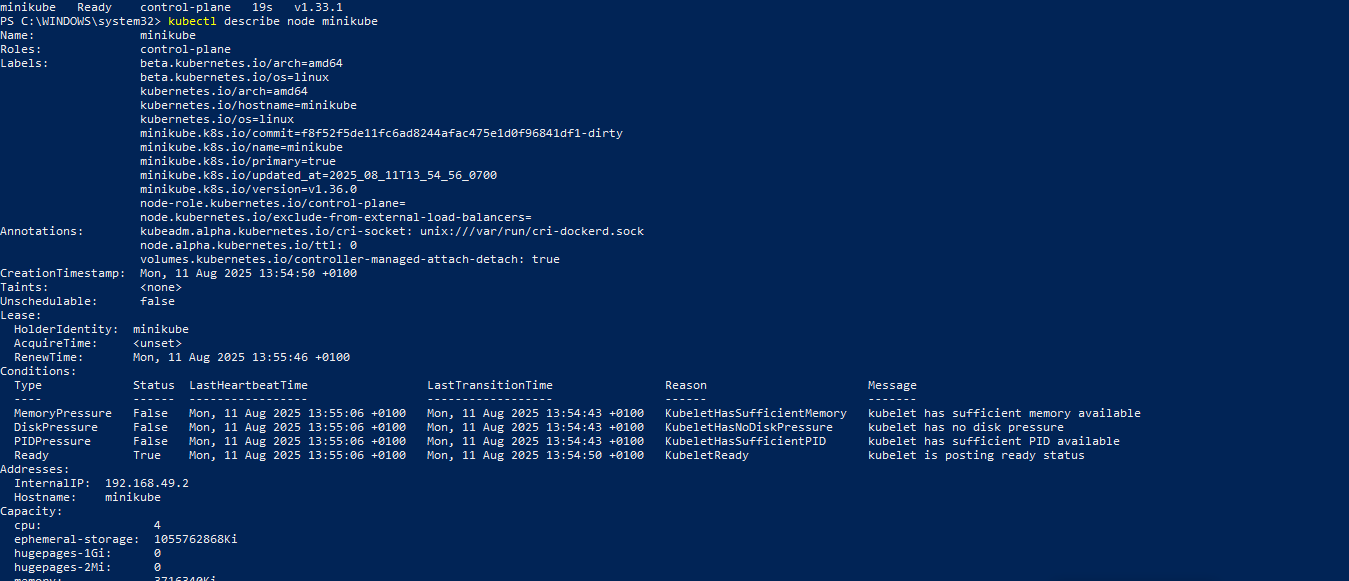 minikube   Ready    control-plane   19s   v1.33.1
PS C:\WINDOWS\system32> kubectl describe node minikube
Name:               minikube
Roles:              control-plane
Labels:             beta.kubernetes.io/arch=amd64
                    beta.kubernetes.io/os=linux
                    kubernetes.io/arch=amd64
                    kubernetes.io/hostname=minikube
                    kubernetes.io/os=linux
                    minikube.k8s.io/commit=f8f52f5de11fc6ad8244afac475e1d0f96841df1-dirty
                    minikube.k8s.io/name=minikube
                    minikube.k8s.io/primary=true
                    minikube.k8s.io/updated_at=2025_08_11T13_54_56_0700
                    minikube.k8s.io/version=v1.36.0
                    node-role.kubernetes.io/control-plane=
                    node.kubernetes.io/exclude-from-external-load-balancers=
Annotations:        kubeadm.alpha.kubernetes.io/cri-socket: unix:///var/run/cri-dockerd.sock
                    node.alpha.kubernetes.io/ttl: 0
                    volumes.kubernetes.io/controller-managed-attach-detach: true
CreationTimestamp:  Mon, 11 Aug 2025 13:54:50 +0100
Taints:             <none>
Unschedulable:      false
Lease:
  HolderIdentity:  minikube
  AcquireTime:     <unset>
  RenewTime:       Mon, 11 Aug 2025 13:55:46 +0100
Conditions:
  Type             Status  LastHeartbeatTime                 LastTransitionTime                Reason                       Message
  ----             ------  -----------------                 ------------------                ------                       -------
  MemoryPressure   False   Mon, 11 Aug 2025 13:55:06 +0100   Mon, 11 Aug 2025 13:54:43 +0100   KubeletHasSufficientMemory   kubelet has sufficient memory available
  DiskPressure     False   Mon, 11 Aug 2025 13:55:06 +0100   Mon, 11 Aug 2025 13:54:43 +0100   KubeletHasNoDiskPressure     kubelet has no disk pressure
  PIDPressure      False   Mon, 11 Aug 2025 13:55:06 +0100   Mon, 11 Aug 2025 13:54:43 +0100   KubeletHasSufficientPID      kubelet has sufficient PID available
  Ready            True    Mon, 11 Aug 2025 13:55:06 +0100   Mon, 11 Aug 2025 13:54:50 +0100   KubeletReady                 kubelet is posting ready status
Addresses:
  InternalIP:  192.168.49.2
  Hostname:    minikube
Capacity:
  cpu:                4
  ephemeral-storage:  1055762868Ki
  hugepages-1Gi:      0
  hugepages-2Mi:      0
  memory:             3716340Ki